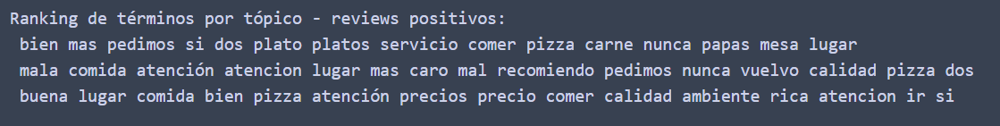 Ranking de términos por tópico - reviews positivos:
bien mas pedimos si dos plato platos servicio comer pizza carne nunca papas mesa lugar
mala comida atención atencion lugar mas caro mal recomiendo pedimos nunca vuelvo calidad pizza dos
buena lugar comida bien pizza atención precios precio comer calidad ambiente rica atencion ir si